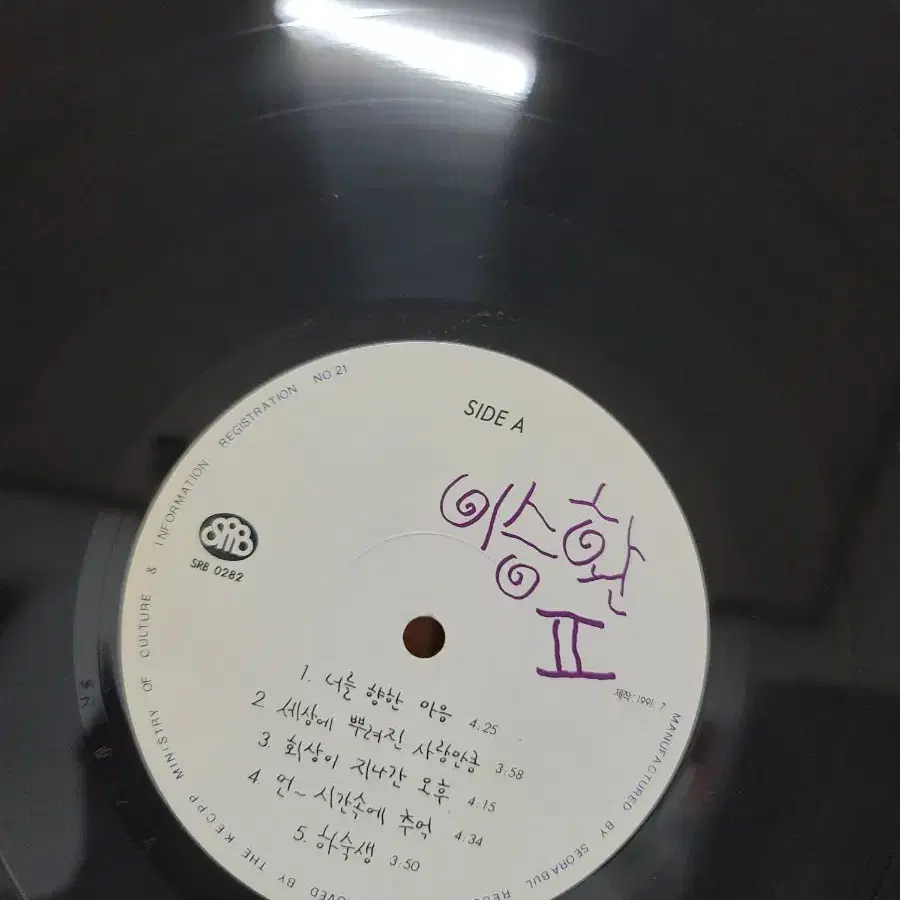 SIDE A
이승환
II
SRB 0282
제작: 1991. 7
1. 너를 향한 마음 4:25
2. 세상에 뿌려진 사랑만큼 3:58
3. 회상이 지나간 오후 4:15
4. 먼~ 시간속에 추억 4:34
5. 하숙생 3:50
MINISTRY OF CULTURE & INFORMATION REGISTRATION NO 21
MANUFACTURED BY SEORABUL
BY THE K.E.C.P.P